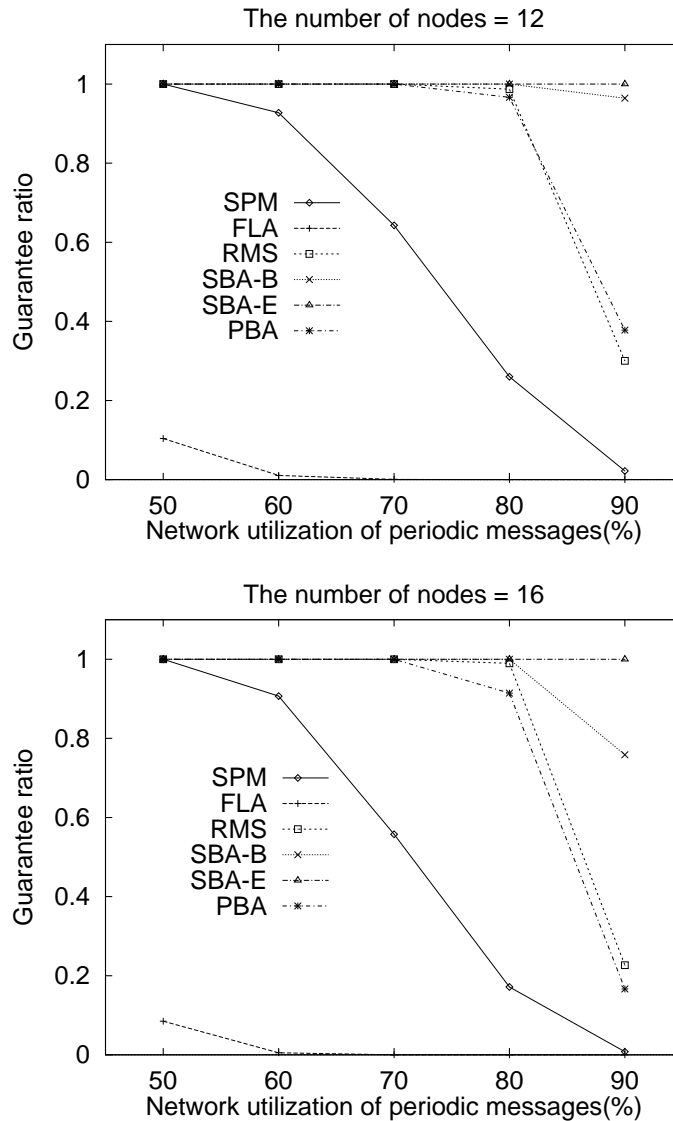 The number of nodes = 12
1
0.8
0.6
0.4
0.2
0
Guarantee ratio
SPM
FLA
RMS
SBA-B
SBA-E
PBA
50 60 70 80 90
Network utilization of periodic messages(%)
The number of nodes = 16
1
0.8
0.6
0.4
0.2
0
Guarantee ratio
SPM
FLA
RMS
SBA-B
SBA-E
PBA
50 60 70 80 90
Network utilization of periodic messages(%)